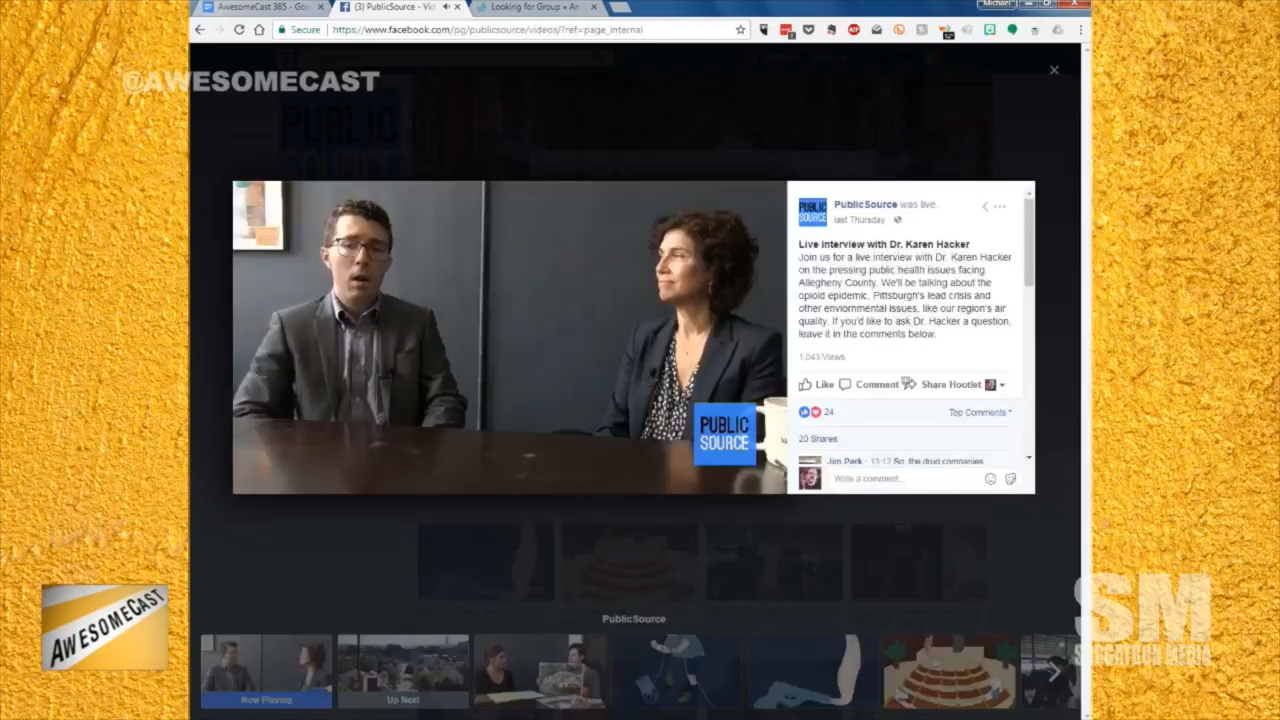 Michael
AwesomeCast 365 - Goo
(3) PublicSource - Vid
Looking for Group – An
Secure
https://www.facebook.com/pg/publicsource/videos/?ref=page_internal
@AWESOMECAST
PUBLIC
SOURCE
PUBLIC
SOURCE
PublicSource was live.
last Thursday
Live interview with Dr. Karen Hacker
Join us for a live interview with Dr. Karen Hacker
on the pressing public health issues facing
Allegheny County. We'll be talking about the
opioid epidemic, Pittsburgh's lead crisis and
other enviornmental issues, like our region's air
quality. If you'd like to ask Dr. Hacker a question,
leave it in the comments below.
1,043 Views
Like Comment Share Hootlet
24 Top Comments
20 Shares
Jim Park · 13:12 So, the drug companies
Write a comment...
PUBLIC
SOURCE
PublicSource
Now Playing
Up Next
AWESOMECAST
SM
SORGATRON MEDIA